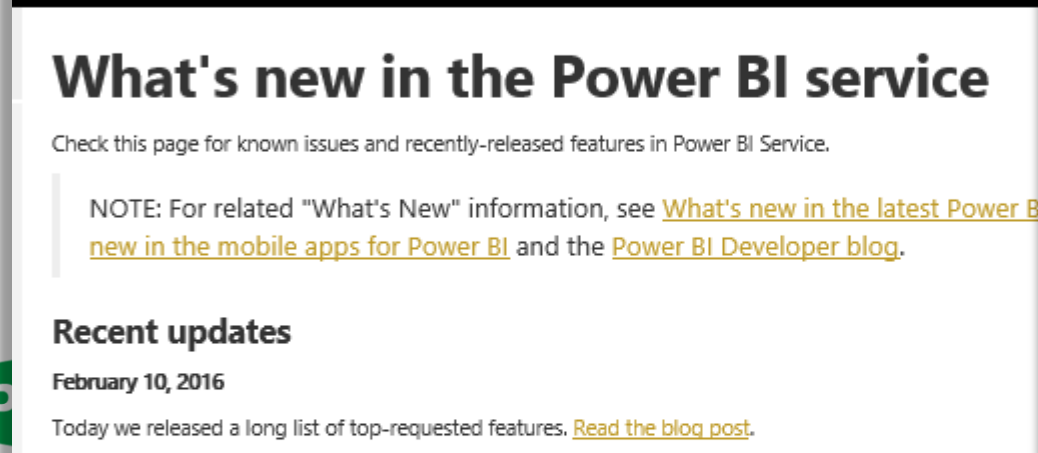 What's new in the Power BI service
Check this page for known issues and recently-released features in Power BI Service.
NOTE: For related "What's New" information, see What's new in the latest Power
new in the mobile apps for Power BI and the Power BI Developer blog.
Recent updates
February 10, 2016
Today we released a long list of top-requested features. Read the blog post.